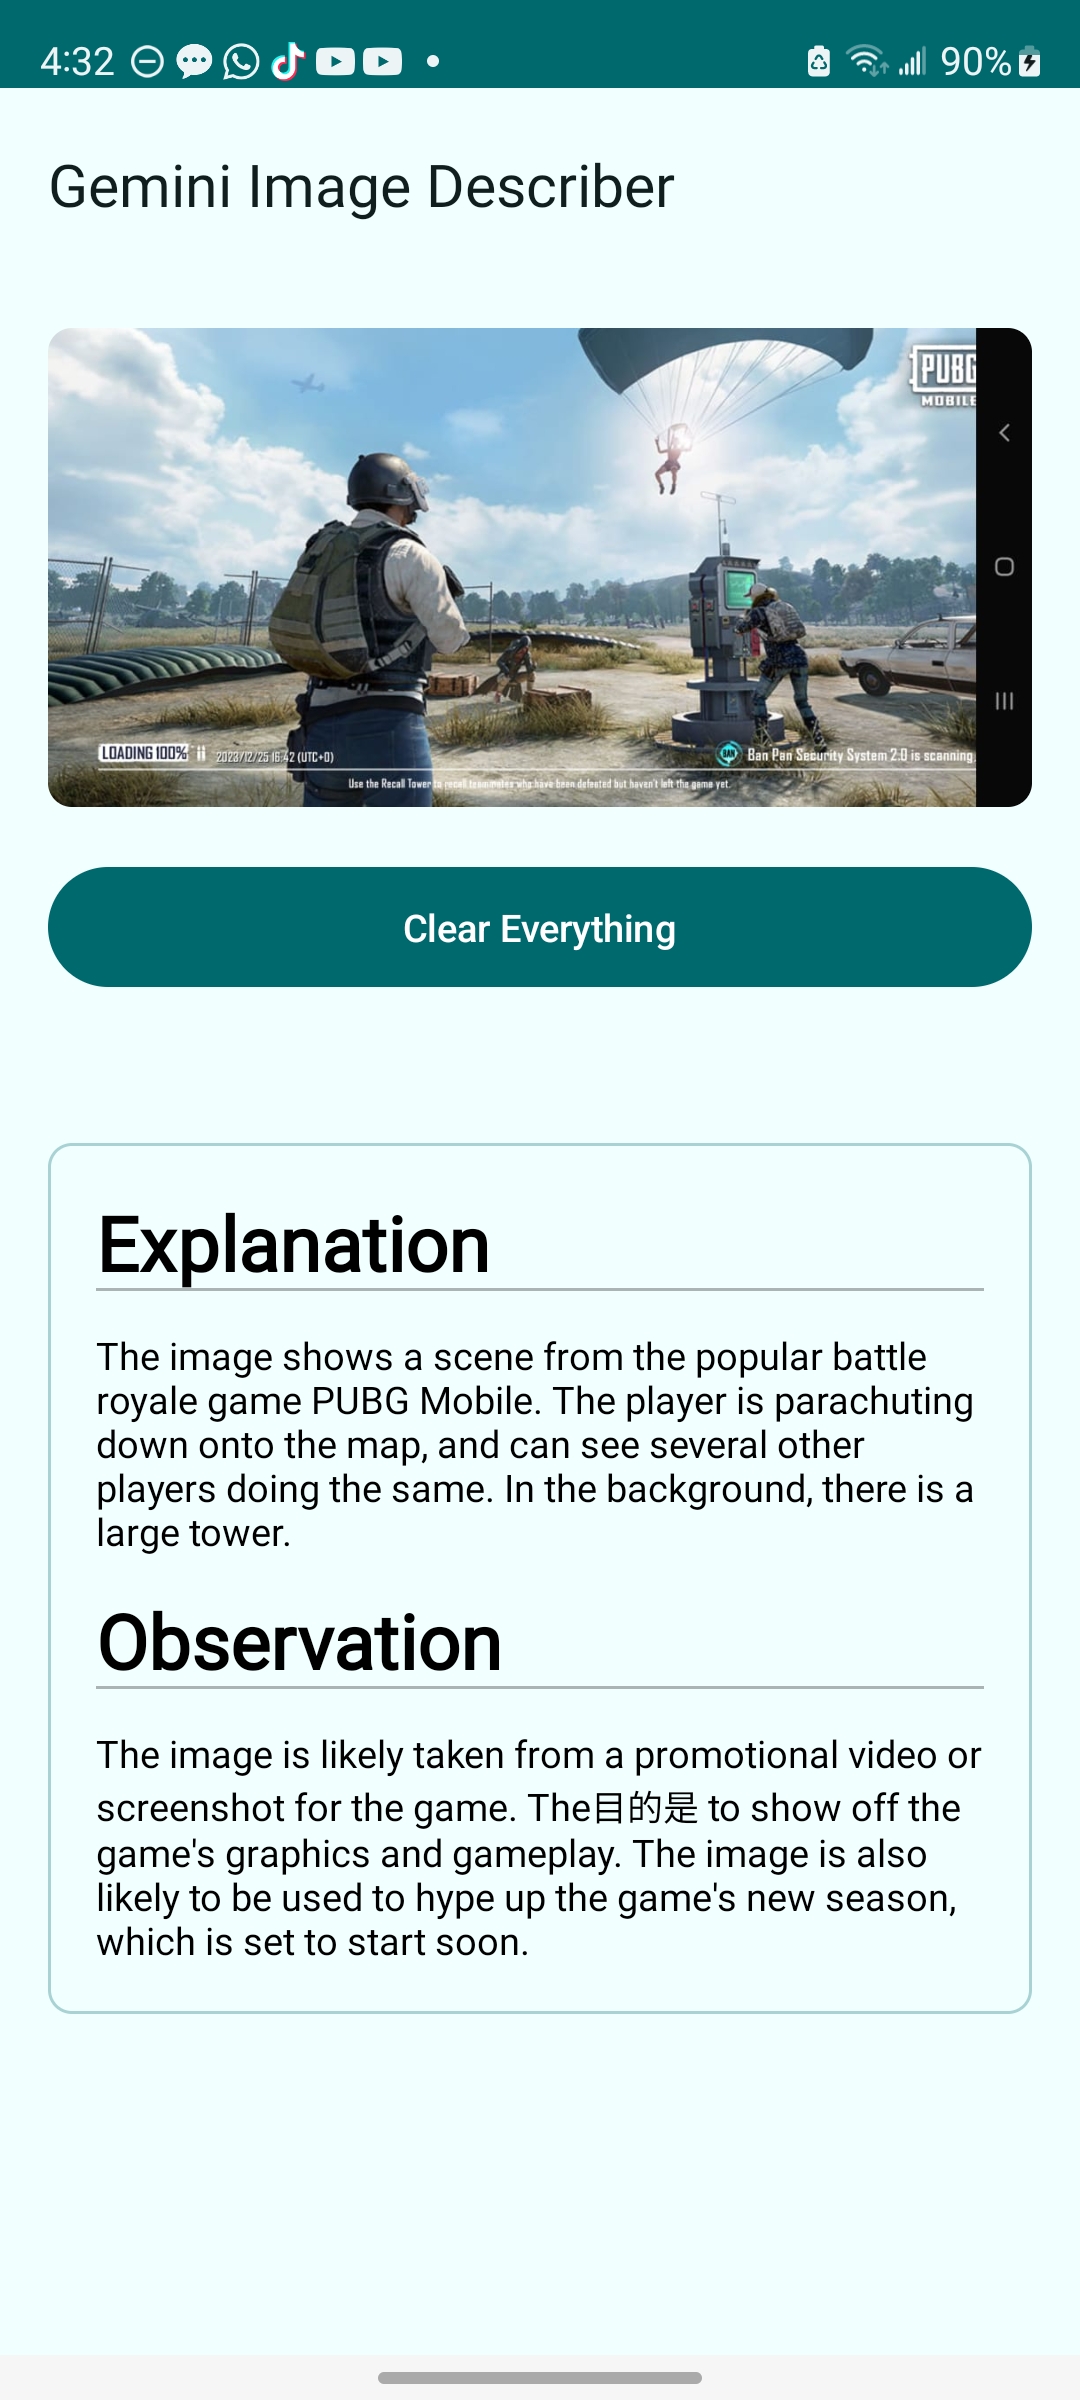 4:32
90%
Gemini Image Describer
PUBG
MOBILE
LOADING 100%
2023/12/25 16:42 (UTC+0)
BAN
Ban Pan Security System 2.0 is scanning
Use the Recall Tower to recall teammates who have been defeated but haven't left the game yet.
Clear Everything
Explanation
The image shows a scene from the popular battle
royale game PUBG Mobile. The player is parachuting
down onto the map, and can see several other
players doing the same. In the background, there is a
large tower.
Observation
The image is likely taken from a promotional video or
screenshot for the game. The目的是 to show off the
game's graphics and gameplay. The image is also
likely to be used to hype up the game's new season,
which is set to start soon.